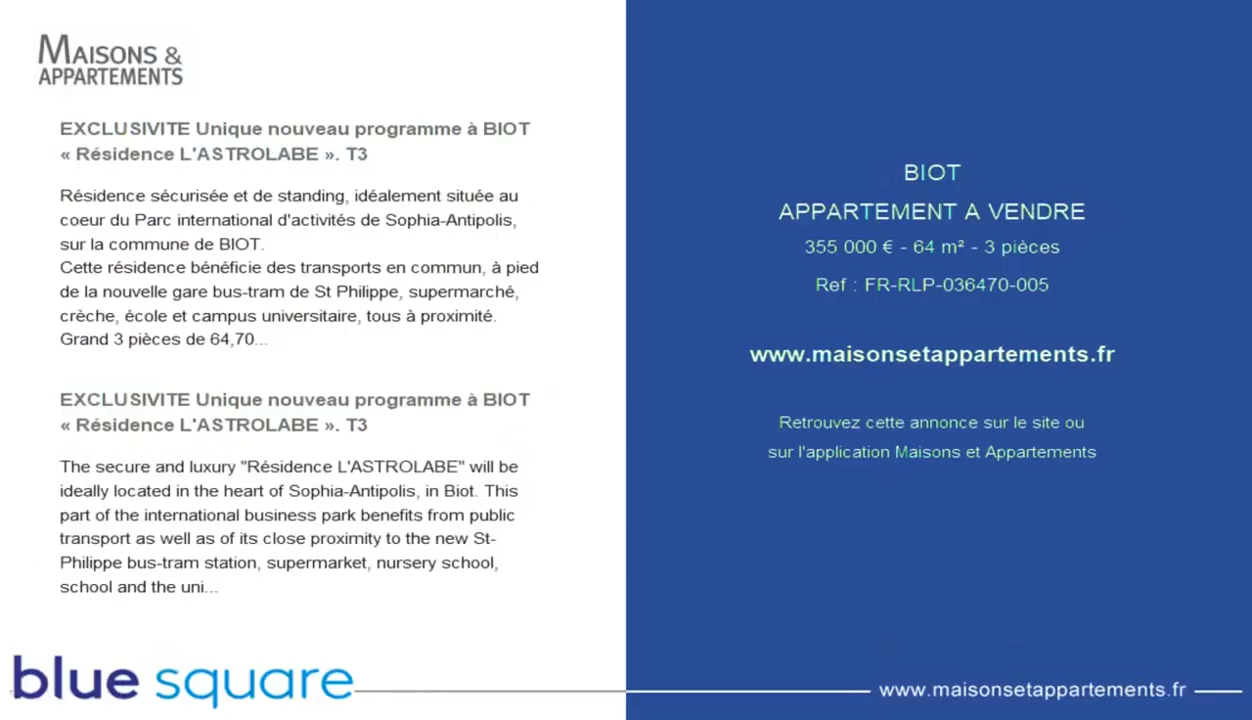 MAISONS &
APPARTEMENTS
EXCLUSIVITE Unique nouveau programme à BIOT
« Résidence L'ASTROLABE ». T3
Résidence sécurisée et de standing, idéalement située au
coeur du Parc international d'activités de Sophia-Antipolis,
sur la commune de BIOT.
Cette résidence bénéficie des transports en commun, à pied
de la nouvelle gare bus-tram de St Philippe, supermarché,
crèche, école et campus universitaire, tous à proximité.
Grand 3 pièces de 64,70...
EXCLUSIVITE Unique nouveau programme à BIOT
« Résidence L'ASTROLABE ». T3
The secure and luxury "Résidence L'ASTROLABE" will be
ideally located in the heart of Sophia-Antipolis, in Biot. This
part of the international business park benefits from public
transport as well as of its close proximity to the new St-
Philippe bus-tram station, supermarket, nursery school,
school and the uni...
blue square
BIOT
APPARTEMENT A VENDRE
355 000 € - 64 m² - 3 pièces
Ref : FR-RLP-036470-005
www.maisonsetappartements.fr
Retrouvez cette annonce sur le site ou
sur l'application Maisons et Appartements
www.maisonsetappartements.fr